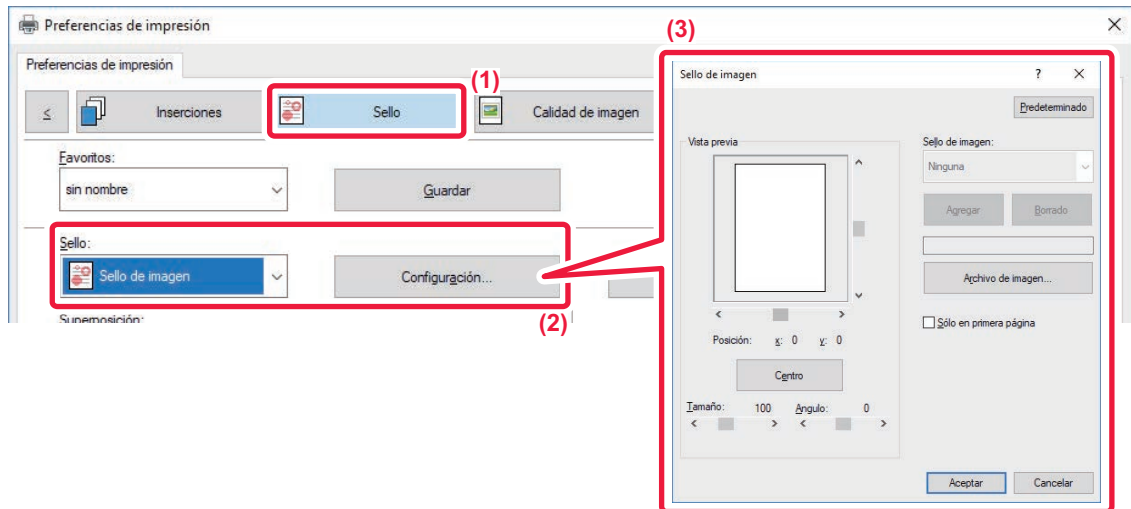 Preferencias de impresión
(3)
Preferencias de impresión
(1)
≤
Inserciones
Sello
Calidad de imagen
Favoritos:
sin nombre
Guardar
Sello:
Sello de imagen
Configuración...
(2)
Superposición:
Sello de imagen
?
Predeterminado
Vista previa
Sello de imagen:
Ninguna
Agregar
Borrado
Archivo de imagen...
Sólo en primera página
Posición: x: 0 y: 0
Centro
Tamaño: 100 Angulo: 0
Aceptar
Cancelar